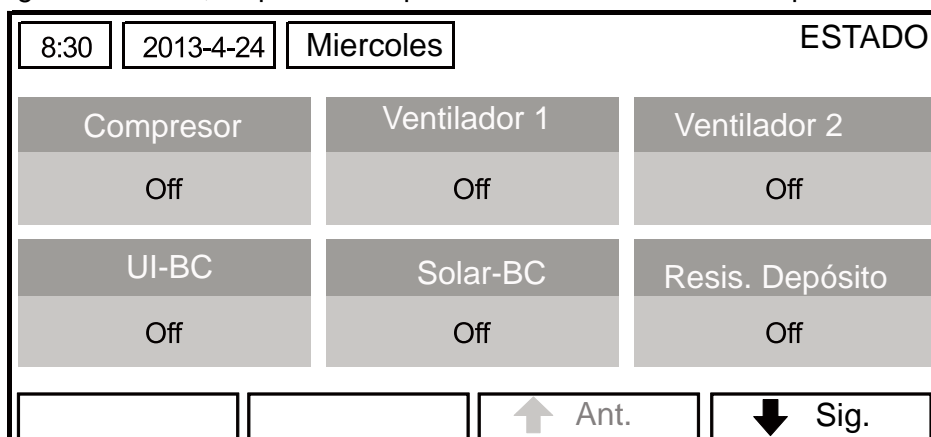 8:30 2013-4-24 Miercoles ESTADO
Compresor Ventilador 1 Ventilador 2
Off Off Off
UI-BC Solar-BC Resis. Depósito
Off Off Off
Ant. Sig.